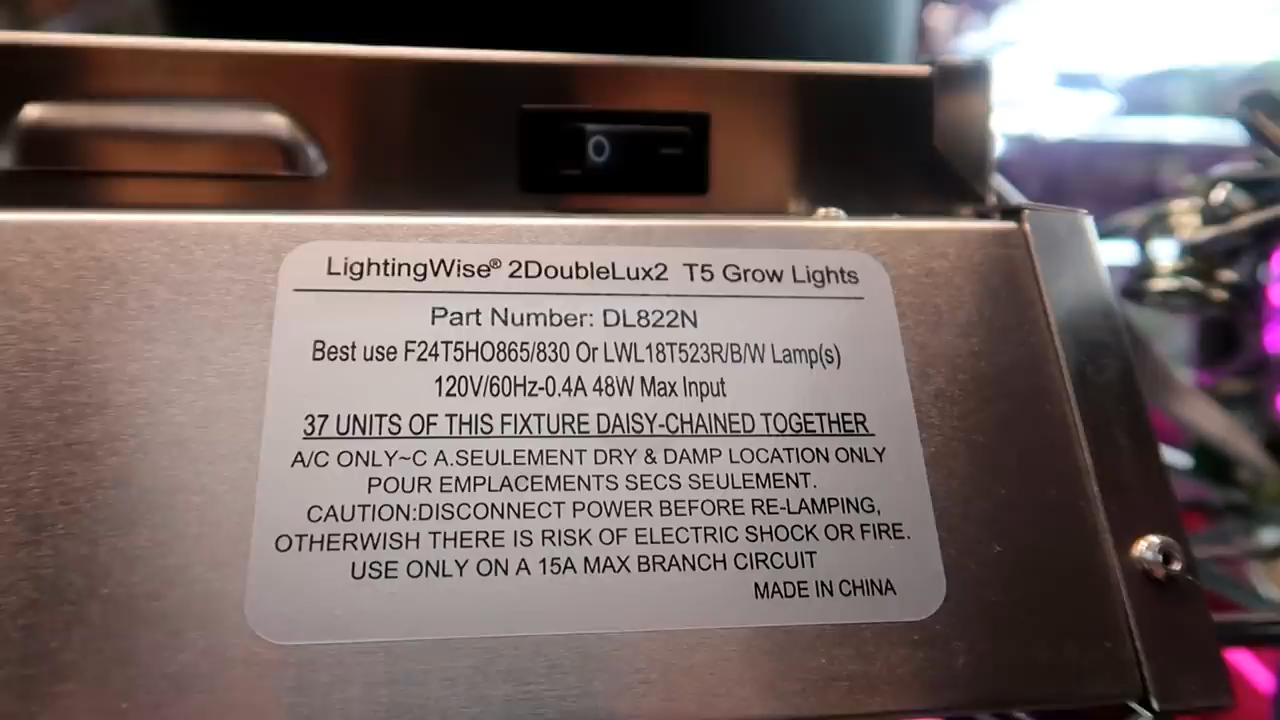 LightingWise® 2DoubleLux2 T5 Grow Lights
Part Number: DL822N
Best use F24T5HO865/830 Or LWL18T523R/B/W Lamp(s)
120V/60Hz-0.4A 48W Max Input
37 UNITS OF THIS FIXTURE DAISY-CHAINED TOGETHER
A/C ONLY~C A.SEULEMENT DRY & DAMP LOCATION ONLY
POUR EMPLACEMENTS SECS SEULEMENT.
CAUTION:DISCONNECT POWER BEFORE RE-LAMPING,
OTHERWISH THERE IS RISK OF ELECTRIC SHOCK OR FIRE.
USE ONLY ON A 15A MAX BRANCH CIRCUIT
MADE IN CHINA